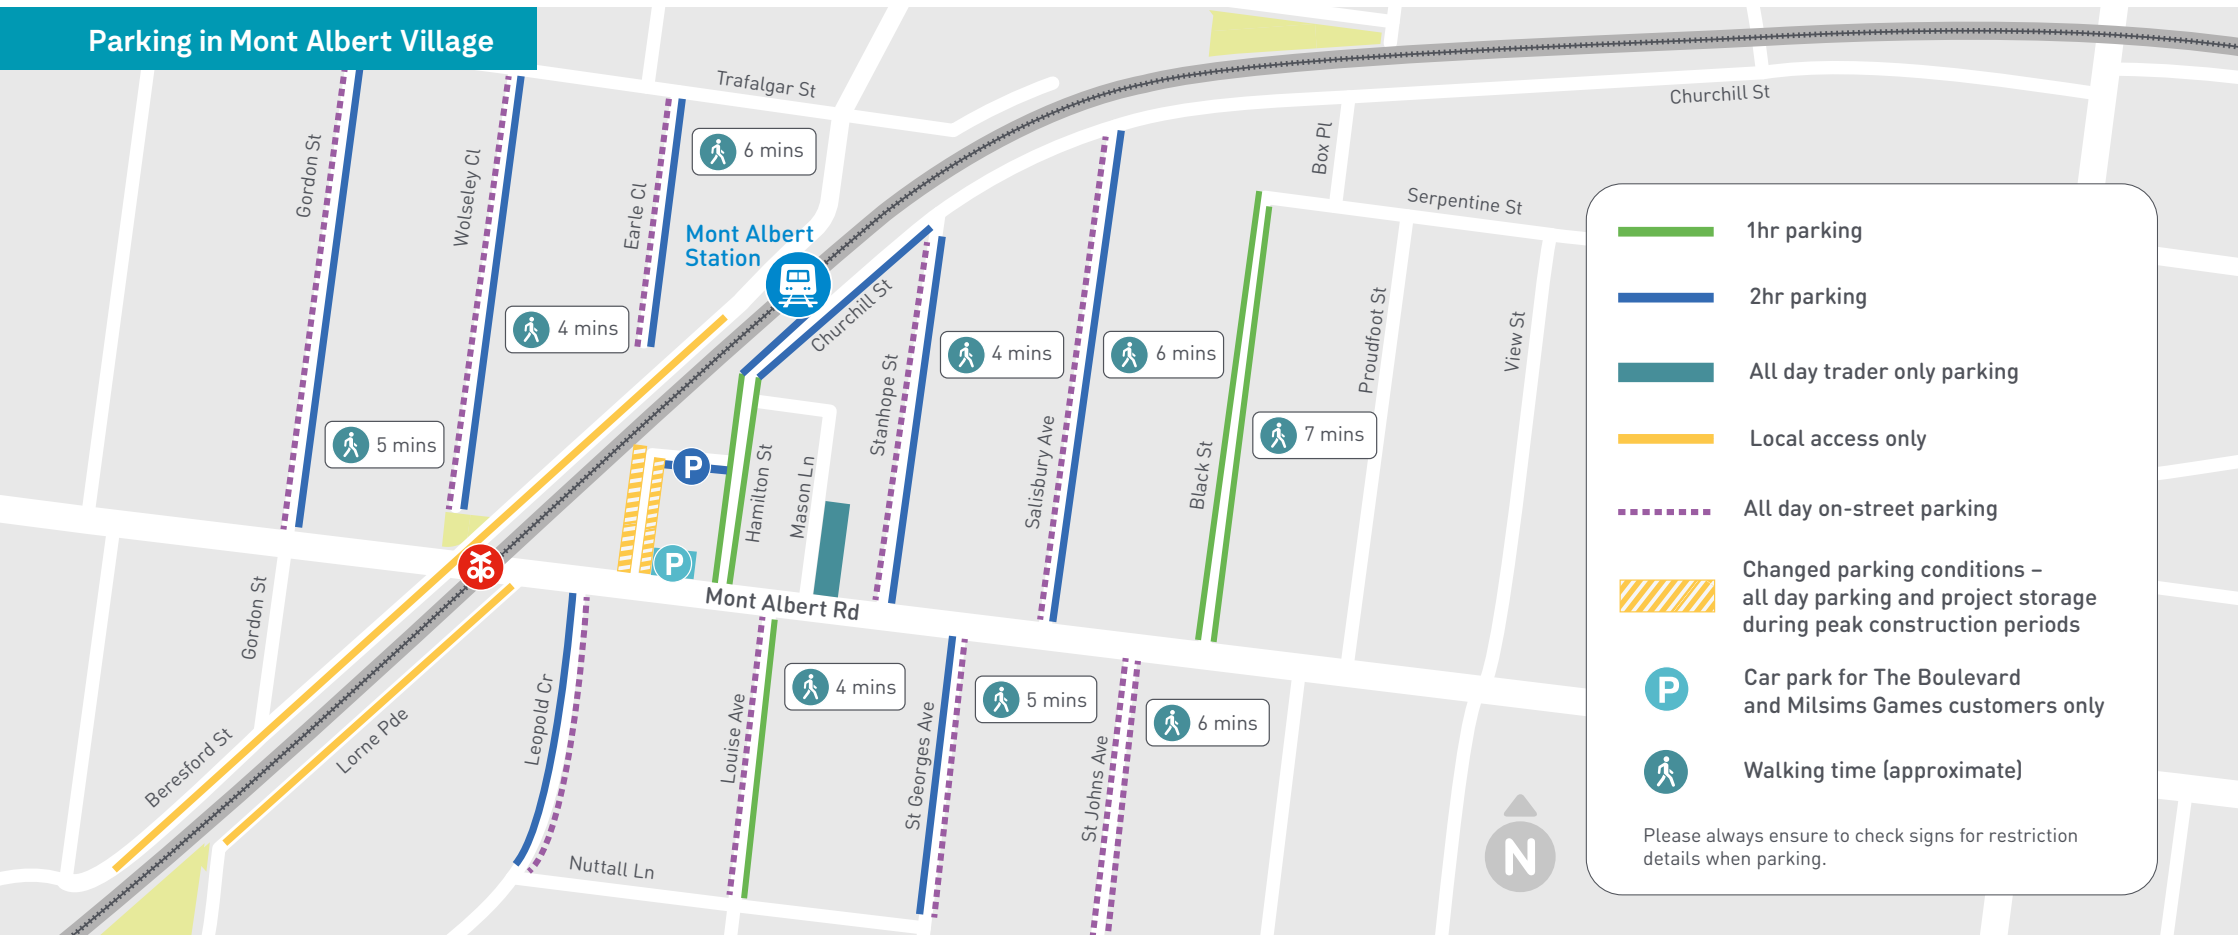 Parking in Mont Albert Village
Trafalgar St
Churchill St
Gordon St
Wolseley Cl
Earle Cl
6 mins
Box Pl
Serpentine St
Mont Albert
Station
4 mins
Churchill St
Stanhope St
4 mins
6 mins
Proudfoot St
View St
5 mins
P
Hamilton St
Mason Ln
Salisbury Ave
Black St
7 mins
P
Mont Albert Rd
Gordon St
Beresford St
Lorne Pde
Leopold Cr
Louise Ave
4 mins
St Georges Ave
5 mins
St Johns Ave
6 mins
Nuttall Ln
N
1hr parking
2hr parking
All day trader only parking
Local access only
All day on-street parking
Changed parking conditions –
all day parking and project storage
during peak construction periods
P
Car park for The Boulevard
and Milsims Games customers only
Walking time (approximate)
Please always ensure to check signs for restriction
details when parking.